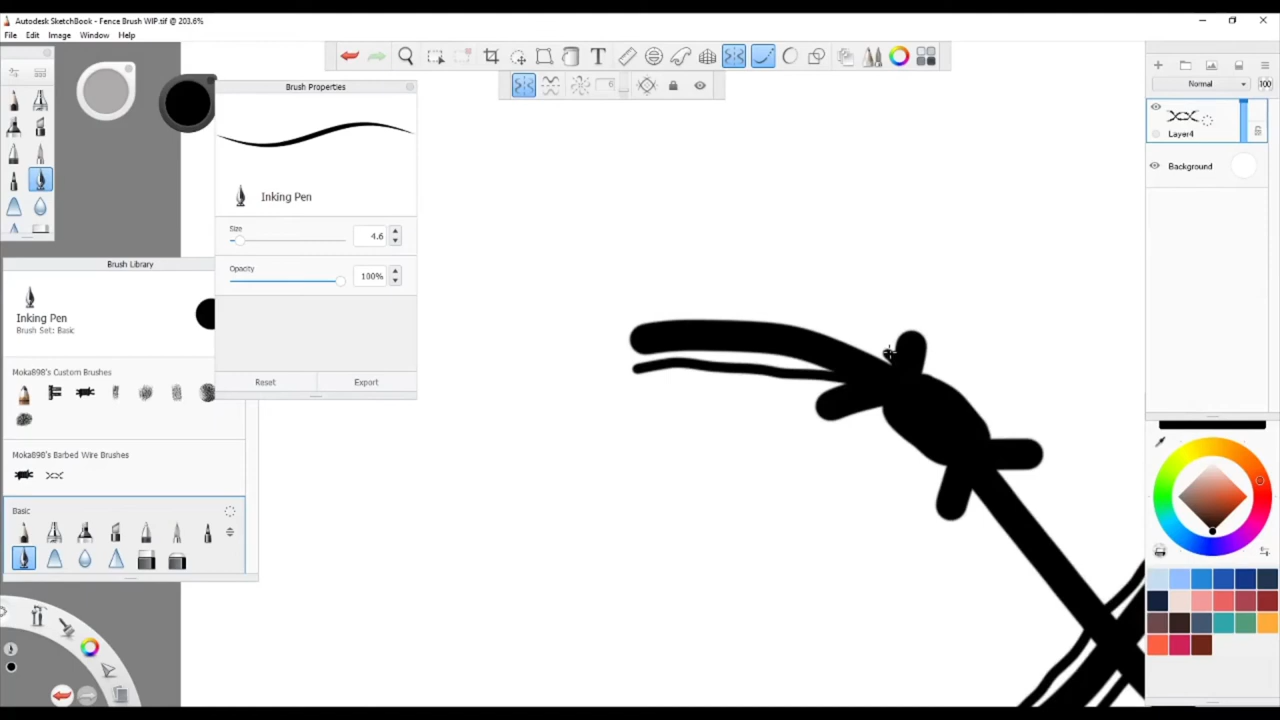 Autodesk SketchBook - Fence Brush WIP.tif @ 203.6%
File Edit Image Window Help
Brush Properties
Inking Pen
Size
4.6
Opacity
100%
Reset Export
Brush Library
Inking Pen
Brush Set: Basic
Moka898's Custom Brushes
Moka898's Barbed Wire Brushes
Basic
T
6
Normal
100
Layer4
Background